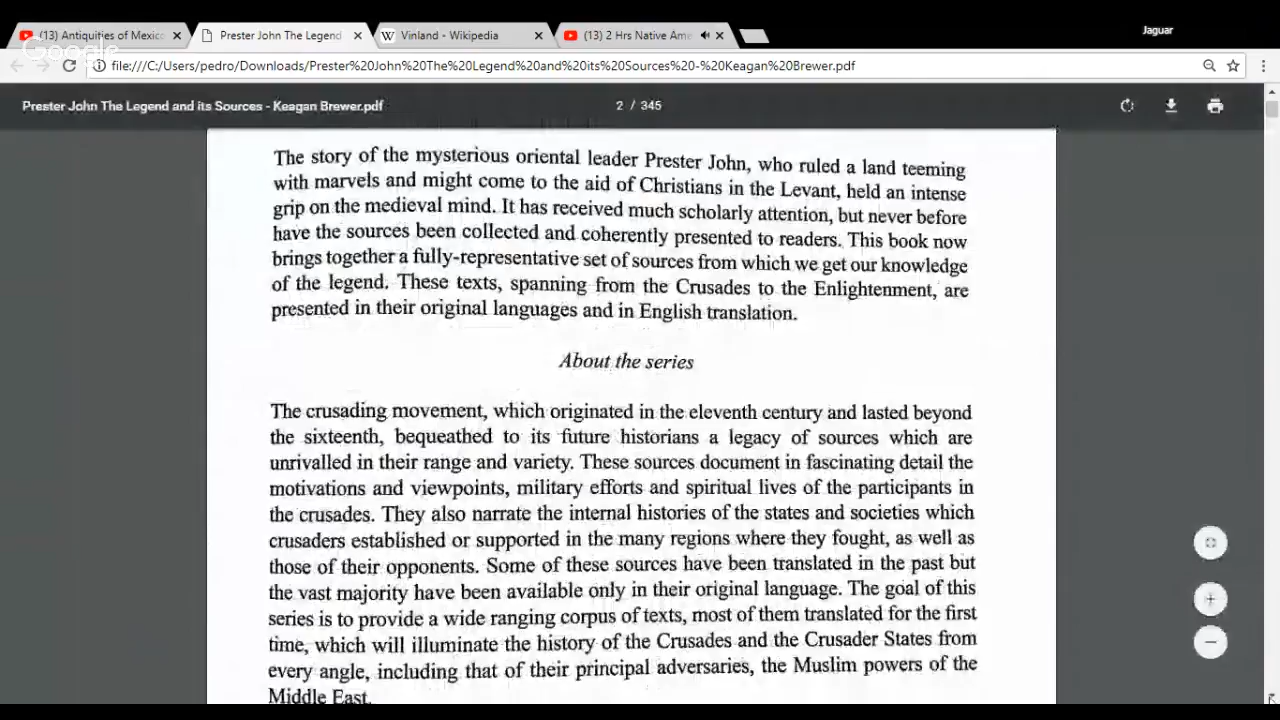 (13) Antiquities of Mexico
Prester John The Legend
Vinland - Wikipedia
(13) 2 Hrs Native Ame
Jaguar
Google
file:///C:/Users/pedro/Downloads/Prester%20John%20The%20Legend%20and%20its%20Sources%20-%20Keagan%20Brewer.pdf
Prester John The Legend and its Sources - Keagan Brewer.pdf
2 / 345
The story of the mysterious oriental leader Prester John, who ruled a land teeming
with marvels and might come to the aid of Christians in the Levant, held an intense
grip on the medieval mind. It has received much scholarly attention, but never before
have the sources been collected and coherently presented to readers. This book now
brings together a fully-representative set of sources from which we get our knowledge
of the legend. These texts, spanning from the Crusades to the Enlightenment, are
presented in their original languages and in English translation.
About the series
The crusading movement, which originated in the eleventh century and lasted beyond
the sixteenth, bequeathed to its future historians a legacy of sources which are
unrivalled in their range and variety. These sources document in fascinating detail the
motivations and viewpoints, military efforts and spiritual lives of the participants in
the crusades. They also narrate the internal histories of the states and societies which
crusaders established or supported in the many regions where they fought, as well as
those of their opponents. Some of these sources have been translated in the past but
the vast majority have been available only in their original language. The goal of this
series is to provide a wide ranging corpus of texts, most of them translated for the first
time, which will illuminate the history of the Crusades and the Crusader States from
every angle, including that of their principal adversaries, the Muslim powers of the
Middle East.